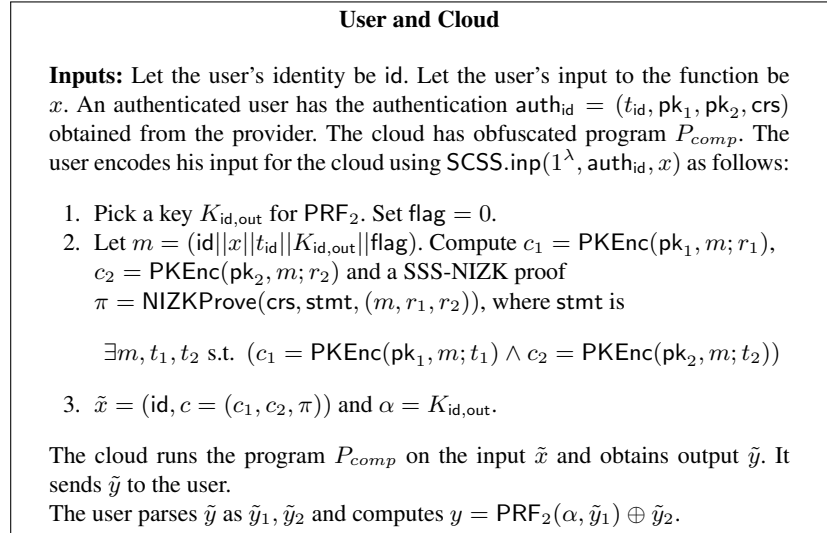 User and Cloud
Inputs: Let the user's identity be id. Let the user's input to the function be
x. An authenticated user has the authentication auth_id = (t_id, pk_1, pk_2, crs)
obtained from the provider. The cloud has obfuscated program P_comp. The
user encodes his input for the cloud using SCSS.inp(1^λ, auth_id, x) as follows:
1. Pick a key K_id,out for PRF_2. Set flag = 0.
2. Let m = (id||x||t_id||K_id,out||flag). Compute c_1 = PKEnc(pk_1, m; r_1),
c_2 = PKEnc(pk_2, m; r_2) and a SSS-NIZK proof
π = NIZKProve(crs, stmt, (m, r_1, r_2)), where stmt is
∃m, t_1, t_2 s.t. (c_1 = PKEnc(pk_1, m; t_1) ∧ c_2 = PKEnc(pk_2, m; t_2))
3. x̃ = (id, c = (c_1, c_2, π)) and α = K_id,out.
The cloud runs the program P_comp on the input x̃ and obtains output ỹ. It
sends ỹ to the user.
The user parses ỹ as ỹ_1, ỹ_2 and computes y = PRF_2(α, ỹ_1) ⊕ ỹ_2.